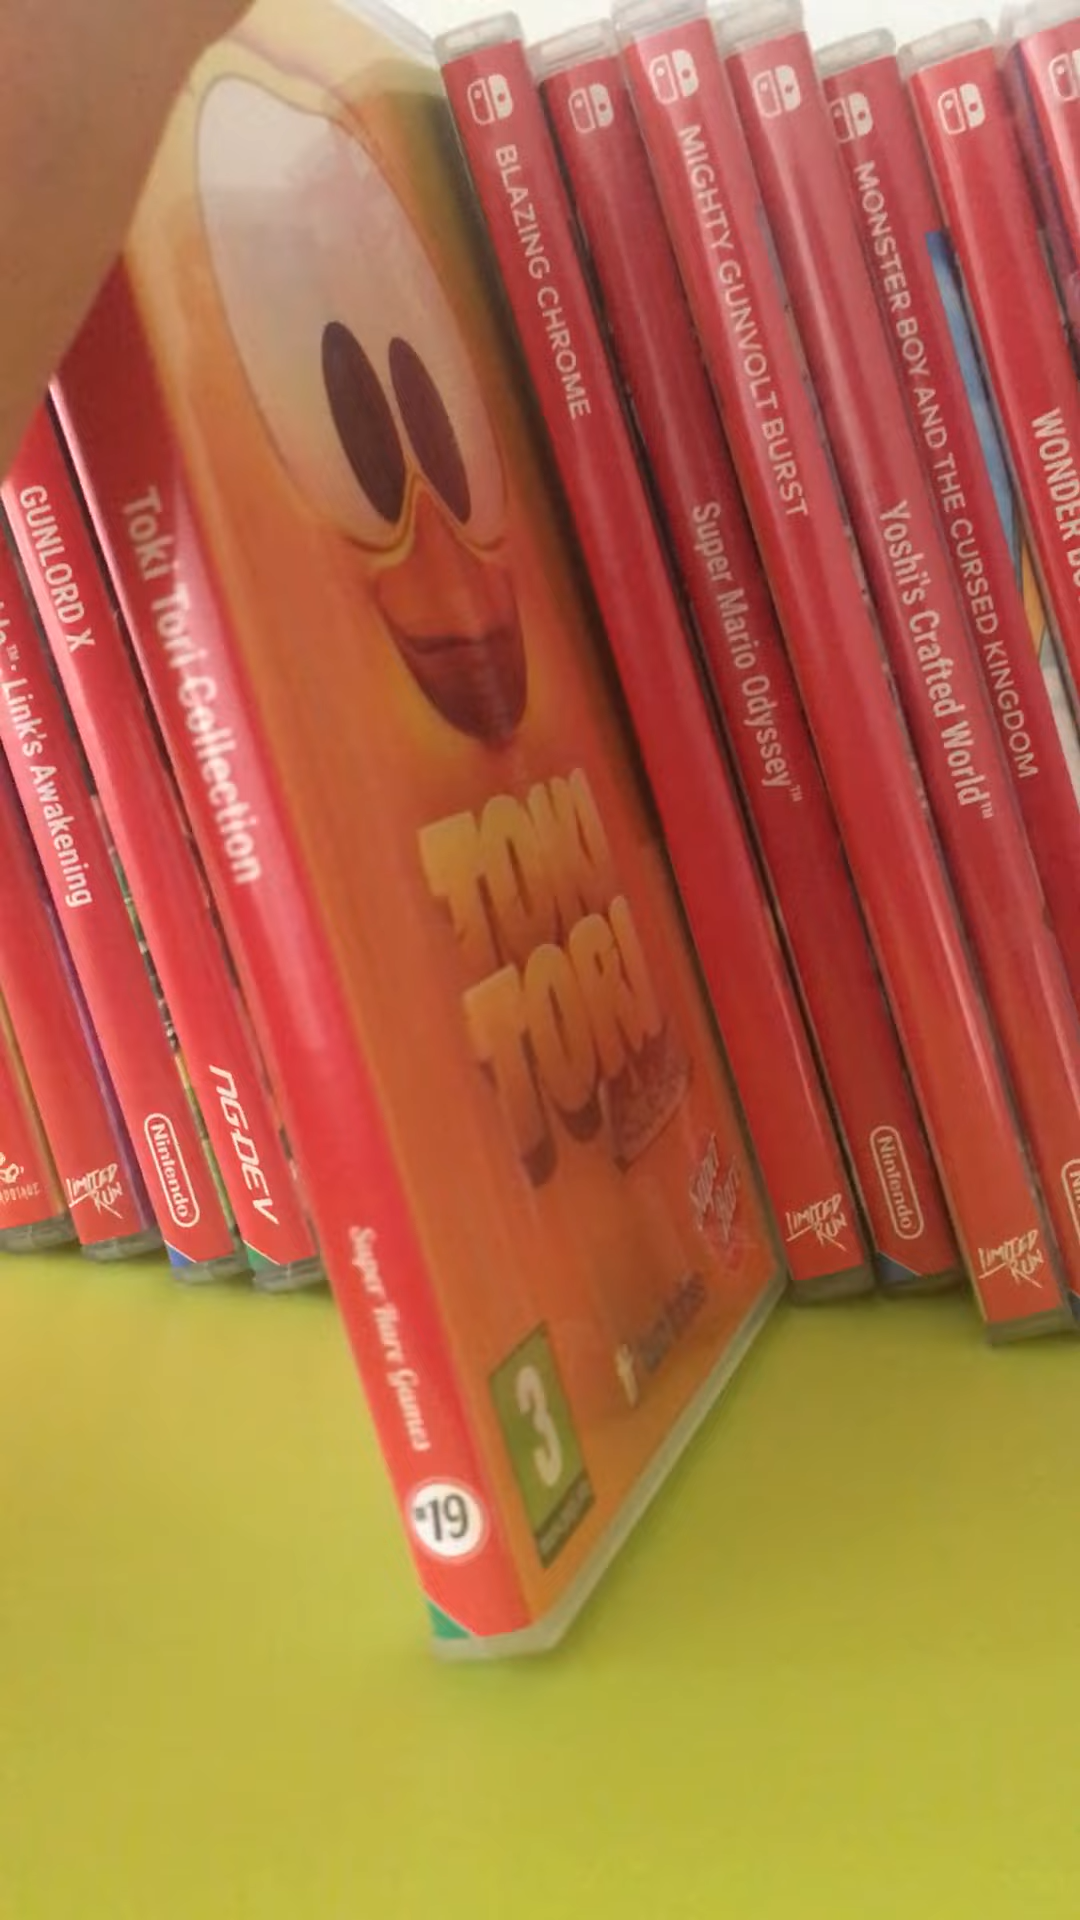 Link's Awakening
Nintendo
GUNLORD X
NG:DEV
LIMITED RUN
Toki Tori Collection
Super Rare Games
#19
TOKI
TORI
3
BLAZING CHROME
LIMITED RUN
Super Mario Odyssey™
Nintendo
MIGHTY GUNVOLT BURST
LIMITED RUN
Yoshi's Crafted World™
MONSTER BOY AND THE CURSED KINGDOM
WONDER